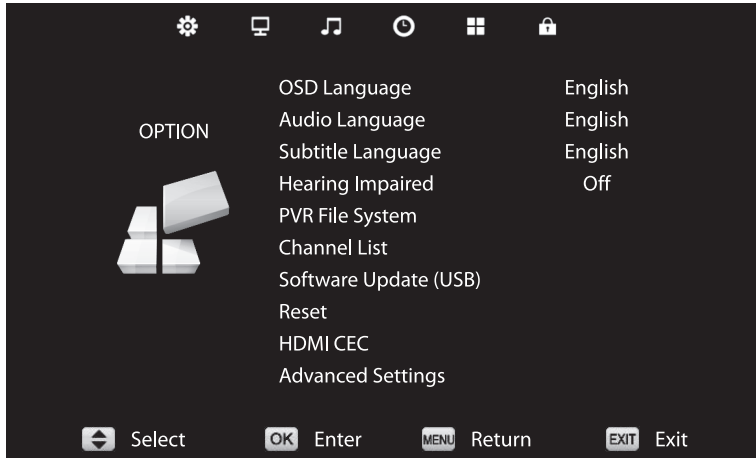 OSD Language English
OPTION
Audio Language English
Subtitle Language English
Hearing Impaired Off
PVR File System
Channel List
Software Update (USB)
Reset
HDMI CEC
Advanced Settings
Select OK Enter MENU Return EXIT Exit